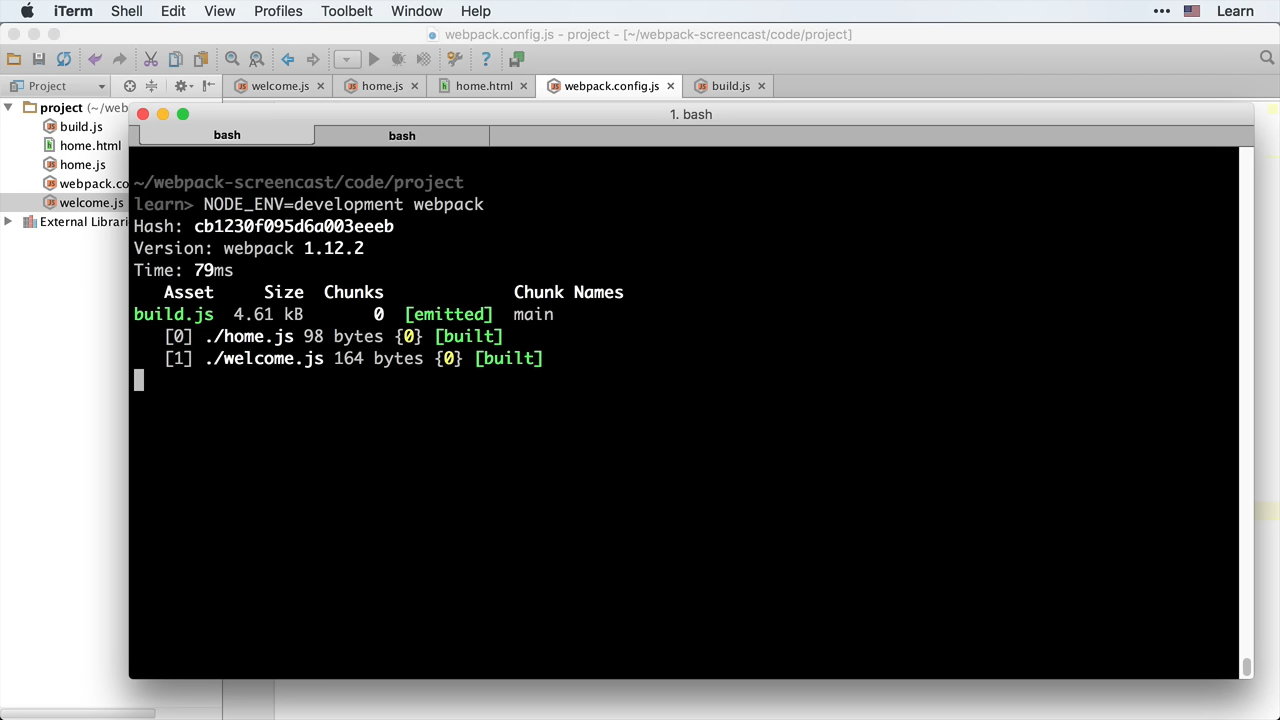 iTerm Shell Edit View Profiles Toolbelt Window Help ••• Learn
webpack.config.js - project - [~/webpack-screencast/code/project]
Project welcome.js home.js home.html webpack.config.js build.js
project (~/web
build.js
home.html
home.js
webpack.co
welcome.js
External Librari
1. bash
bash bash
~/webpack-screencast/code/project
learn> NODE_ENV=development webpack
Hash: cb1230f095d6a003eeeb
Version: webpack 1.12.2
Time: 79ms
Asset Size Chunks Chunk Names
build.js 4.61 kB 0 [emitted] main
[0] ./home.js 98 bytes {0} [built]
[1] ./welcome.js 164 bytes {0} [built]